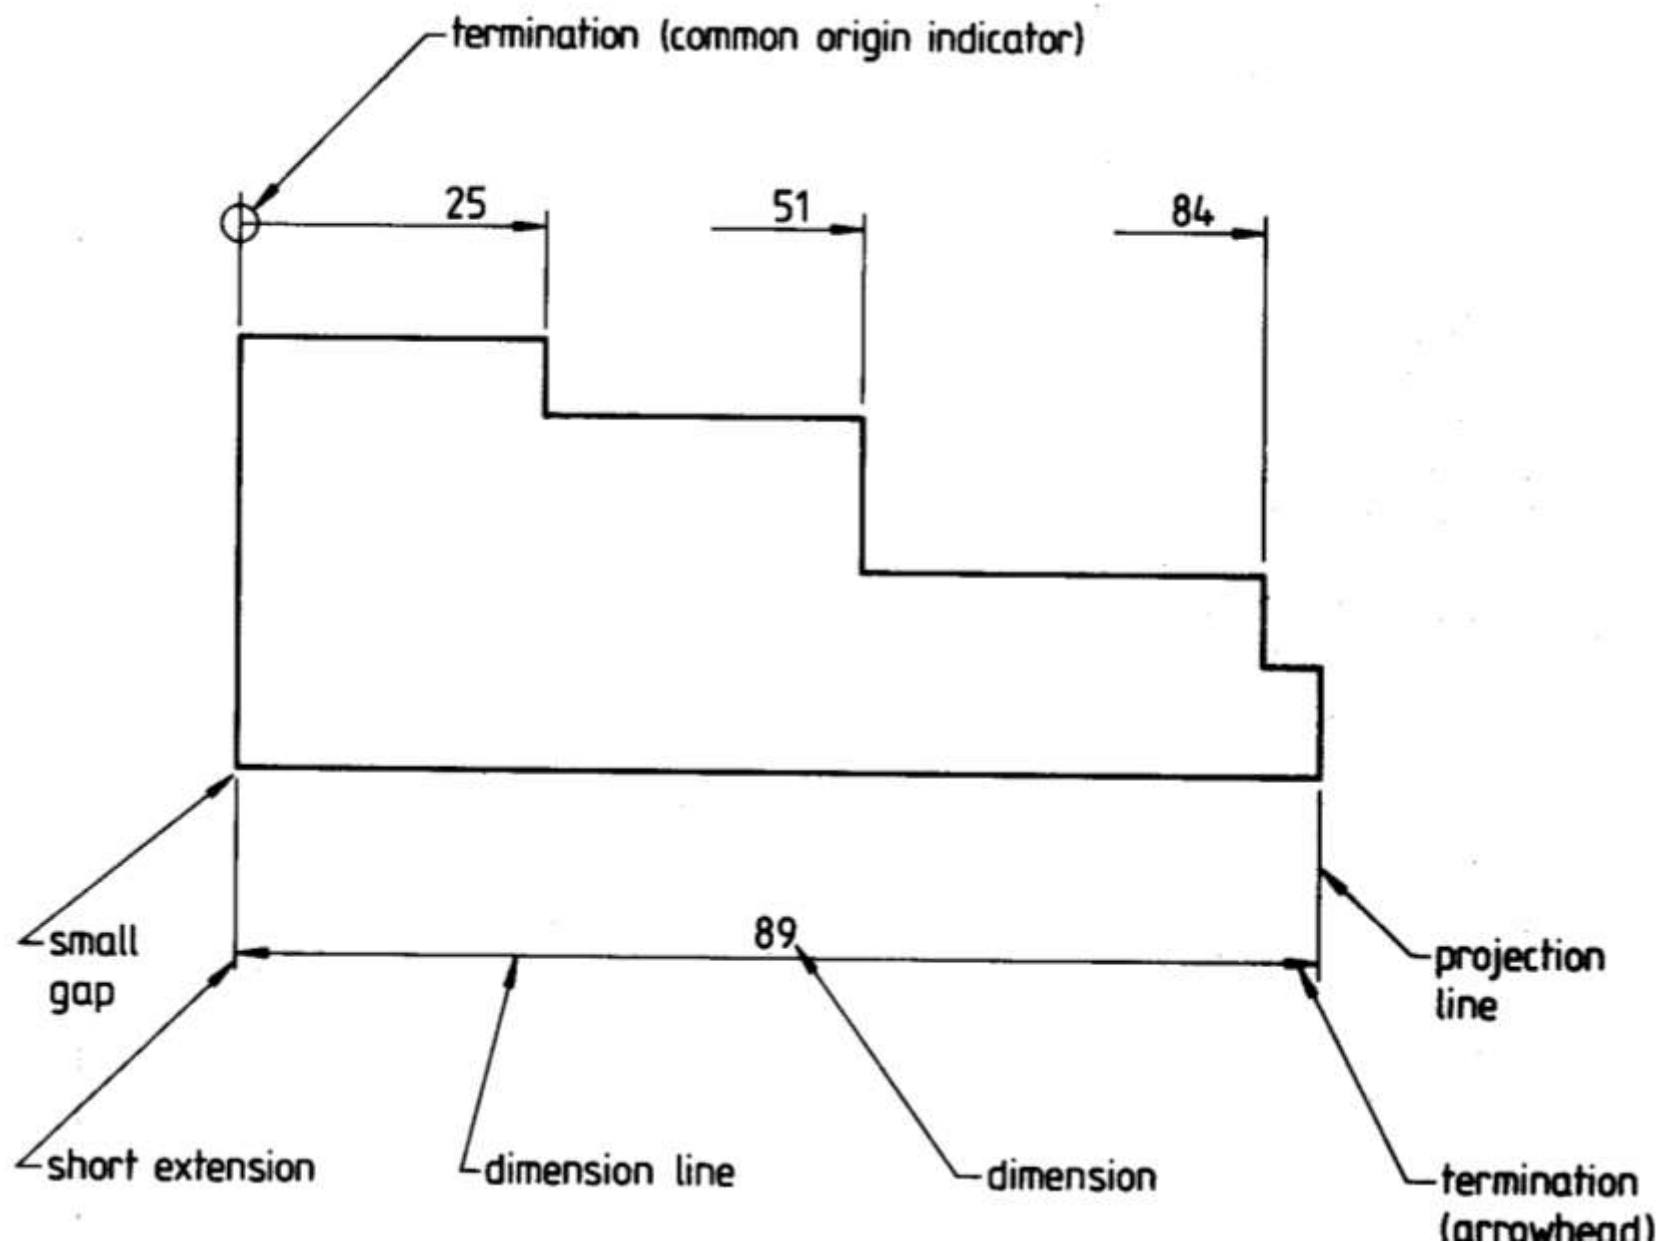 termination (common origin indicator)
25
51
84
89
small
gap
projection
line
short extension
dimension line
dimension
termination
(arrowhead)